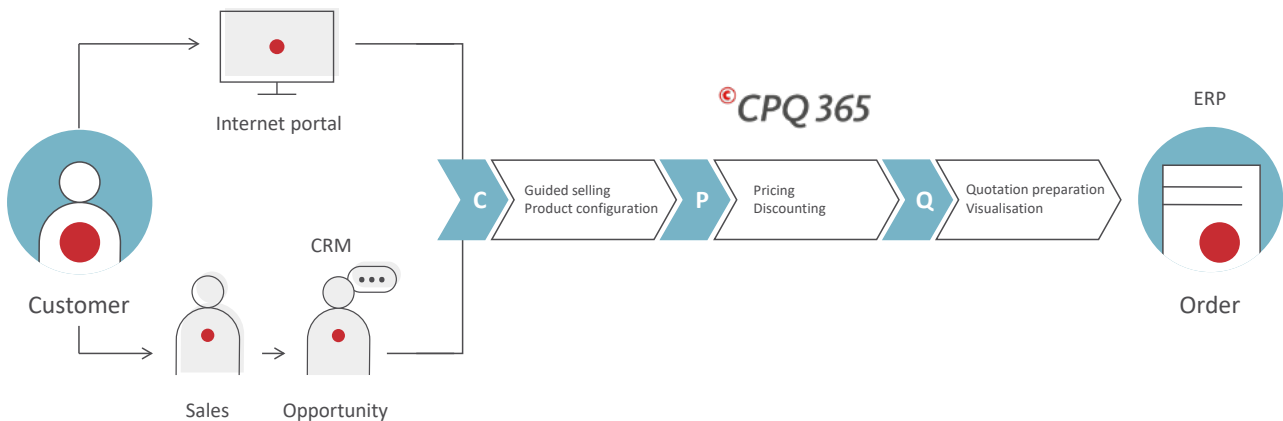 Internet portal
Customer
CRM
Sales
Opportunity
©CPQ 365
C
Guided selling
Product configuration
P
Pricing
Discounting
Q
Quotation preparation
Visualisation
ERP
Order